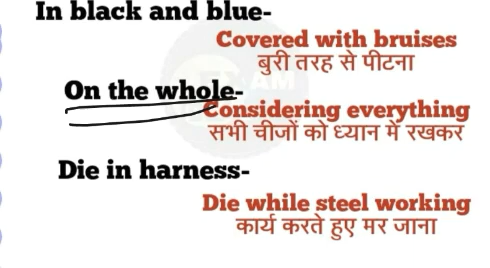 In black and blue-
Covered with bruises
बुरी तरह से पीटना
On the whole-
Considering everything
सभी चीजों को ध्यान में रखकर
Die in harness-
Die while steel working
कार्य करते हुए मर जाना